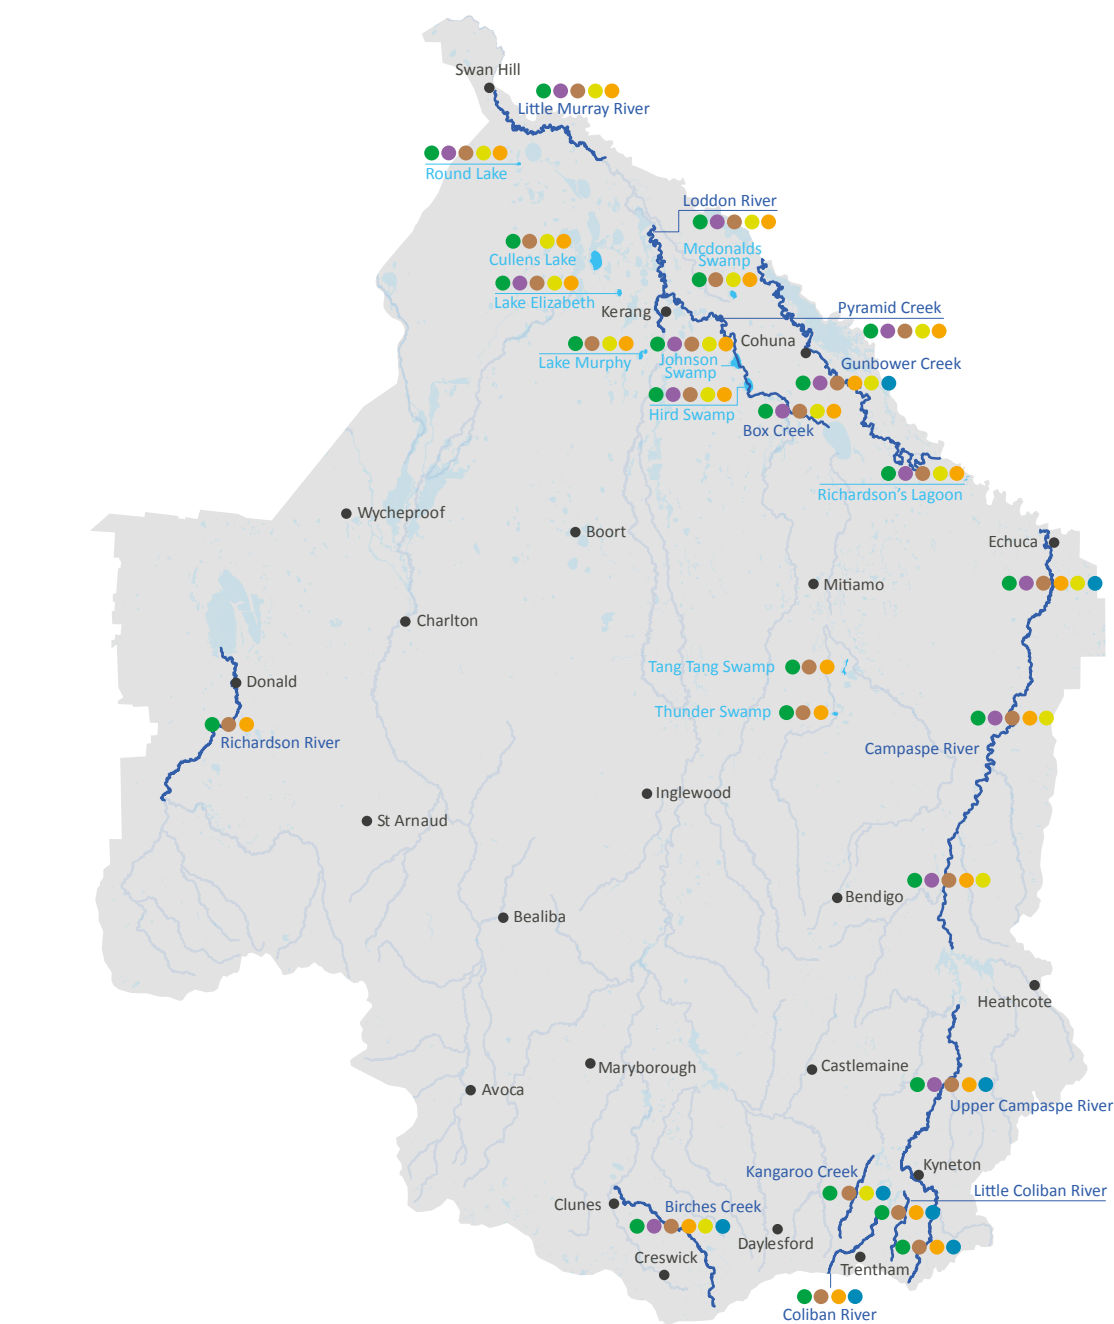 Swan Hill
Little Murray River
Round Lake
Loddon River
Mcdonalds
Swamp
Cullens Lake
Lake Elizabeth
Kerang
Pyramid Creek
Cohuna
Lake Murphy
Johnson
Swamp
Gunbower Creek
Hird Swamp
Box Creek
Richardson's Lagoon
Wycheproof
Boort
Echuca
Mitiamo
Charlton
Tang Tang Swamp
Donald
Thunder Swamp
Richardson River
Campaspe River
Inglewood
St Arnaud
Bendigo
Bealiba
Heathcote
Maryborough
Castlemaine
Avoca
Upper Campaspe River
Kyneton
Kangaroo Creek
Little Coliban River
Clunes
Birches Creek
Daylesford
Creswick
Trentham
Coliban River